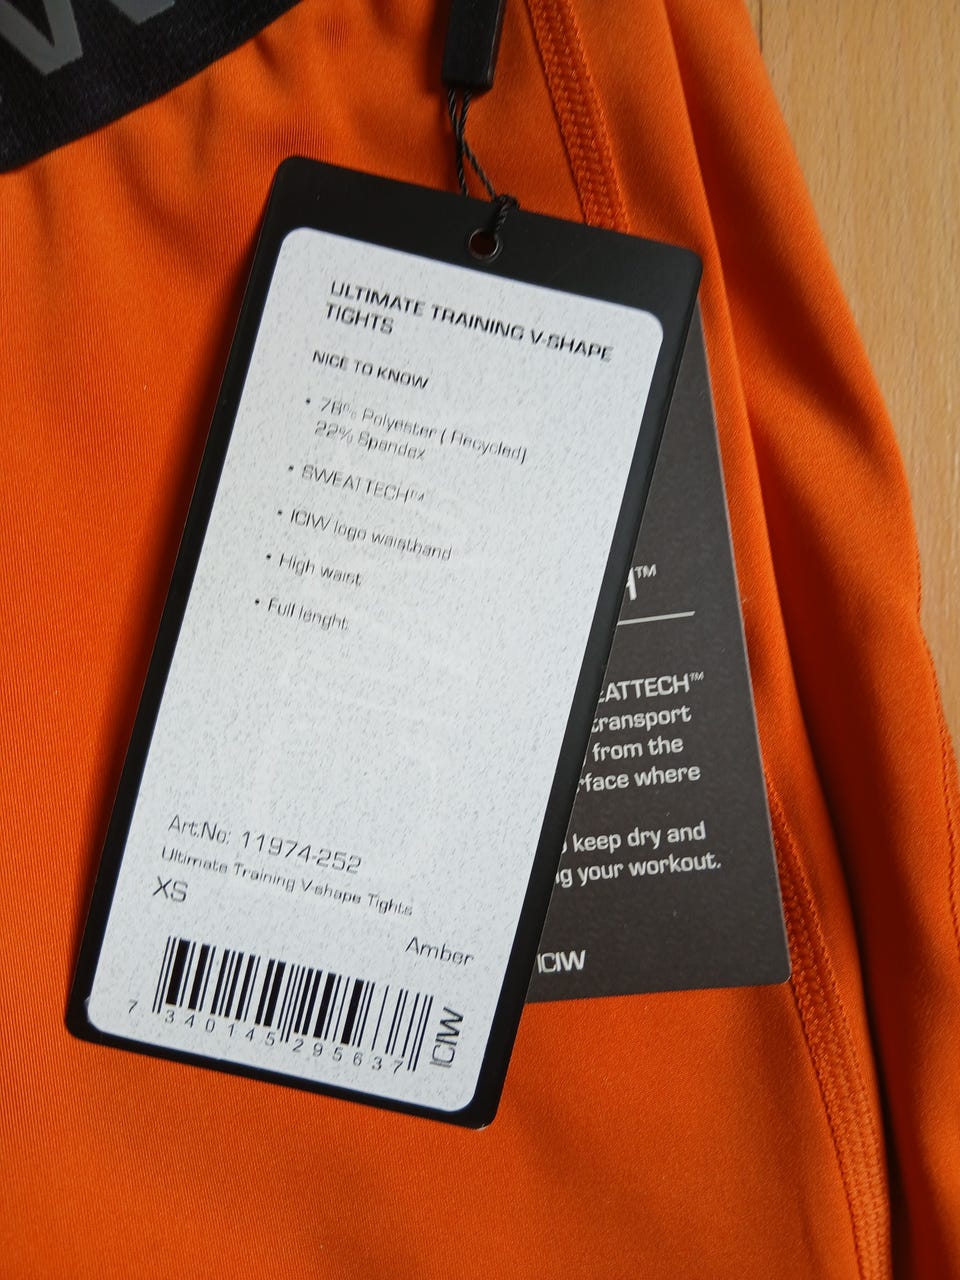 ULTIMATE TRAINING V-SHAPE
TIGHTS
NICE TO KNOW
• 78% Polyester ( Recycled)
22% Spandex
• SWEATTECH™
• ICIW logo waistband
• High waist
• Full lenght
Art.No: 11974-252
Ultimate Training V-shape Tights
XS
Amber
7 340145 295637
ICIW
™
EATTECH™
transport
from the
rface where
keep dry and
g your workout.
ICIW